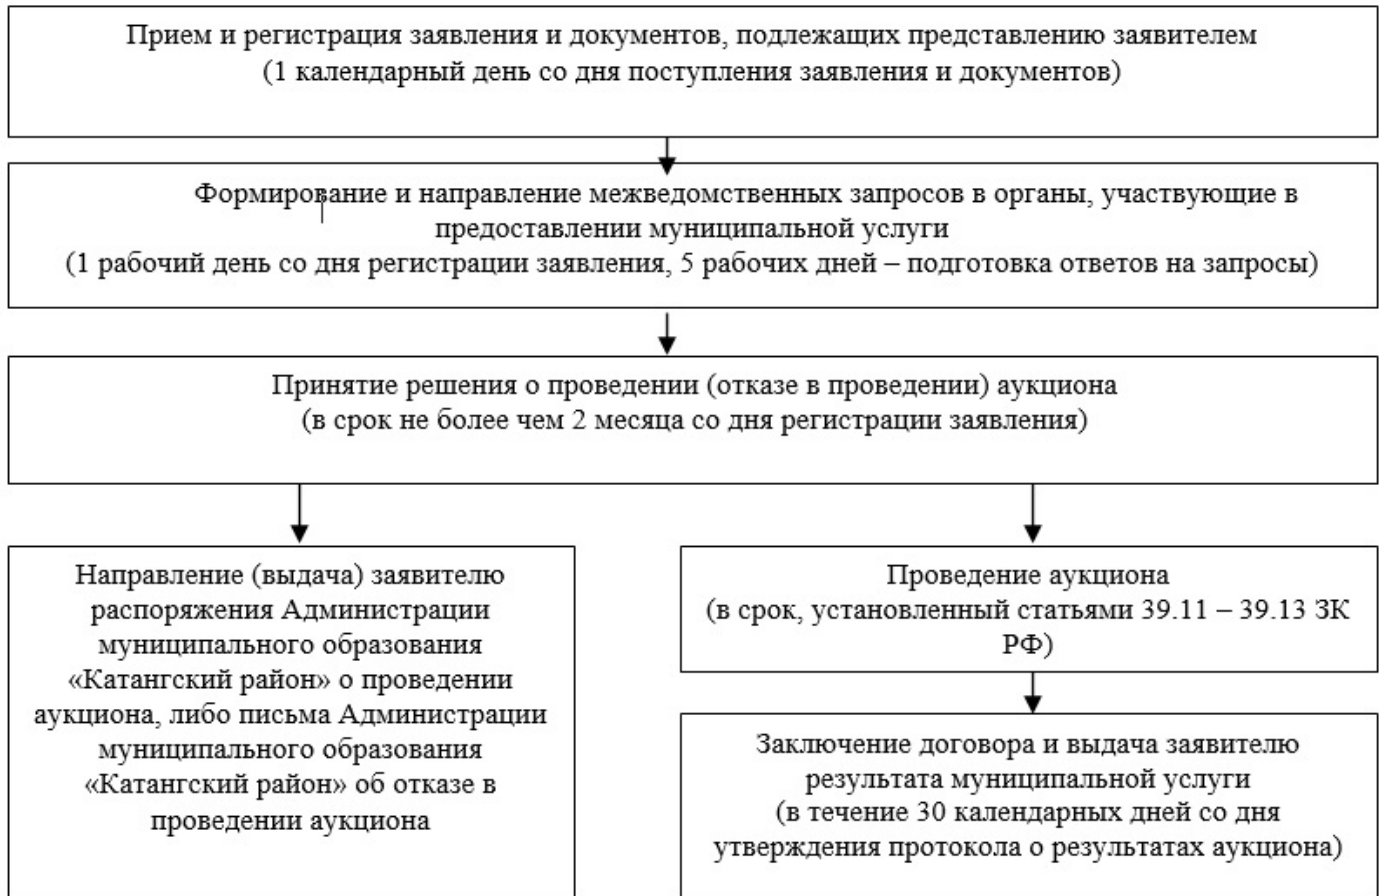 Прием и регистрация заявления и документов, подлежащих представлению заявителем
(1 календарный день со дня поступления заявления и документов)
Формирование и направление межведомственных запросов в органы, участвующие в
предоставлении муниципальной услуги
(1 рабочий день со дня регистрации заявления, 5 рабочих дней – подготовка ответов на запросы)
Принятие решения о проведении (отказе в проведении) аукциона
(в срок не более чем 2 месяца со дня регистрации заявления)
Направление (выдача) заявителю
распоряжения Администрации
муниципального образования
«Катангский район» о проведении
аукциона, либо письма Администрации
муниципального образования
«Катангский район» об отказе в
проведении аукциона
Проведение аукциона
(в срок, установленный статьями 39.11 – 39.13 ЗК
РФ)
Заключение договора и выдача заявителю
результата муниципальной услуги
(в течение 30 календарных дней со дня
утверждения протокола о результатах аукциона)